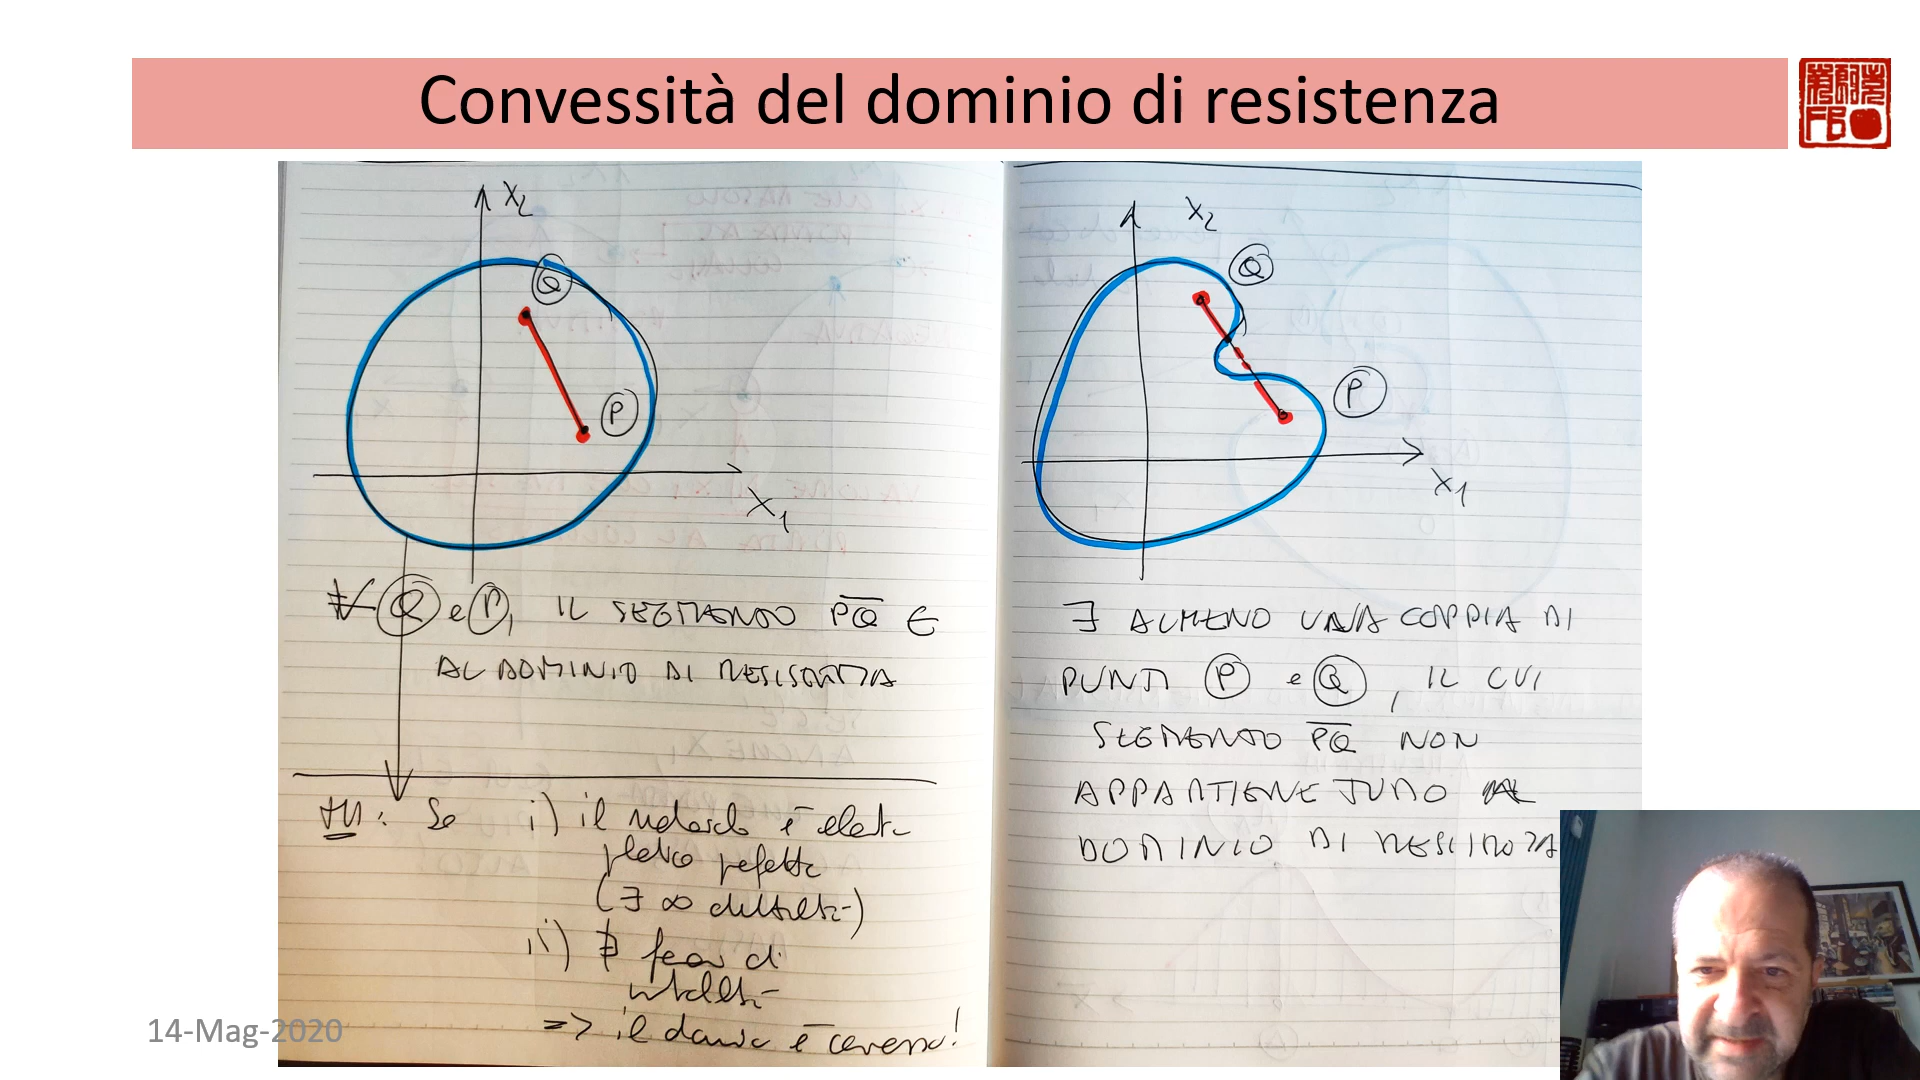 Convessità del dominio di resistenza
X2
Q
P
X1
∀ Q e P, IL SEGMENTO PQ ∈
AL DOMINIO DI RESISTENZA
TH: Se i) il materiale è elasto
plastico perfetto
(∃ ∞ duttilità)
ii) ∄ fenom di
instabilità
=> il dominio è convesso!
X2
Q
P
X1
∃ ALMENO UNA COPPIA DI
PUNTI P e Q, IL CUI
SEGMENTO PQ NON
APPARTIENE TUTTO AL
DOMINIO DI RESISTENZA
14-Mag-2020